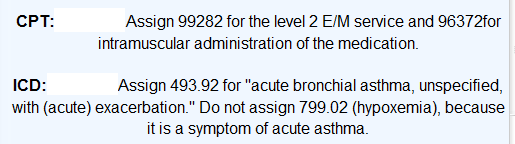 CPT: Assign 99282 for the level 2 E/M service and 96372for
intramuscular administration of the medication.
ICD: Assign 493.92 for "acute bronchial asthma, unspecified,
with (acute) exacerbation." Do not assign 799.02 (hypoxemia), because
it is a symptom of acute asthma.